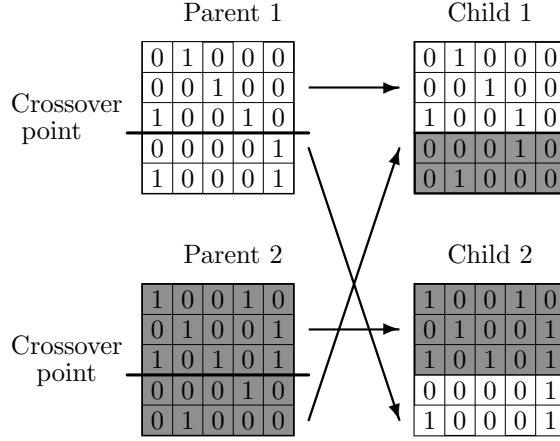 Parent 1
Child 1
0 1 0 0 0
0 0 1 0 0
1 0 0 1 0
0 0 0 0 1
1 0 0 0 1
Crossover
point
0 1 0 0 0
0 0 1 0 0
1 0 0 1 0
0 0 0 1 0
0 1 0 0 0
Parent 2
Child 2
1 0 0 1 0
0 1 0 0 1
1 0 1 0 1
0 0 0 1 0
0 1 0 0 0
Crossover
point
1 0 0 1 0
0 1 0 0 1
1 0 1 0 1
0 0 0 0 1
1 0 0 0 1